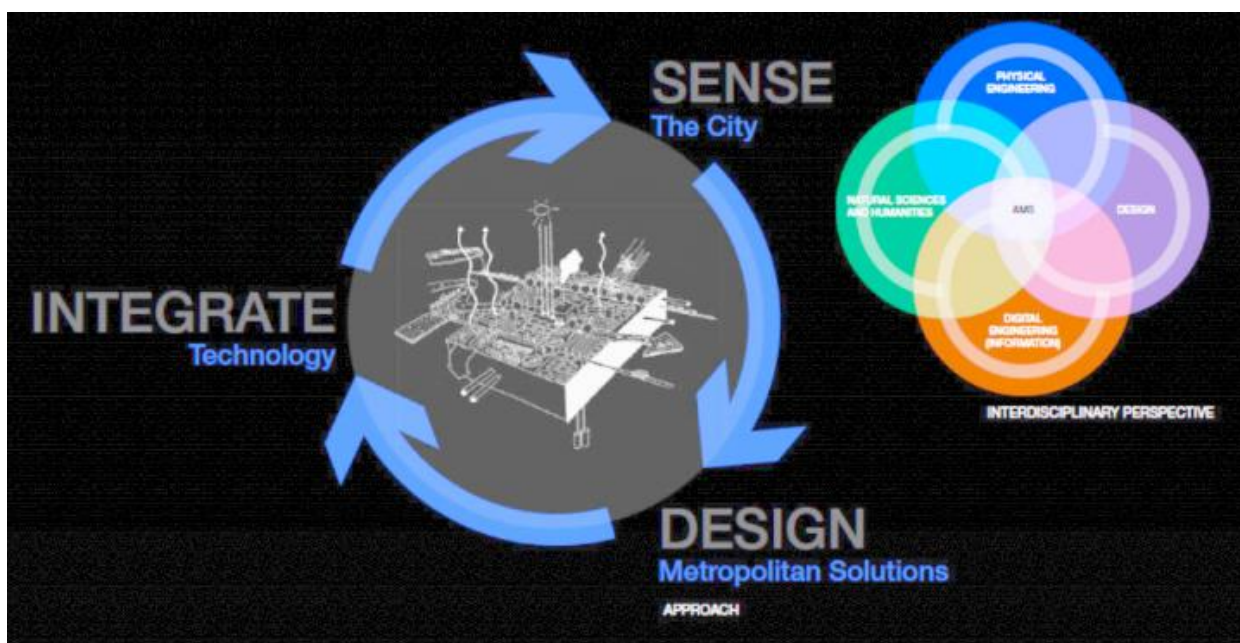 SENSE
The City
INTEGRATE
Technology
DESIGN
Metropolitan Solutions
APPROACH
PHYSICAL
ENGINEERING
NATURAL SCIENCES
AND HUMANITIES
AMS
DESIGN
DIGITAL
ENGINEERING
(INFORMATION)
INTERDISCIPLINARY PERSPECTIVE